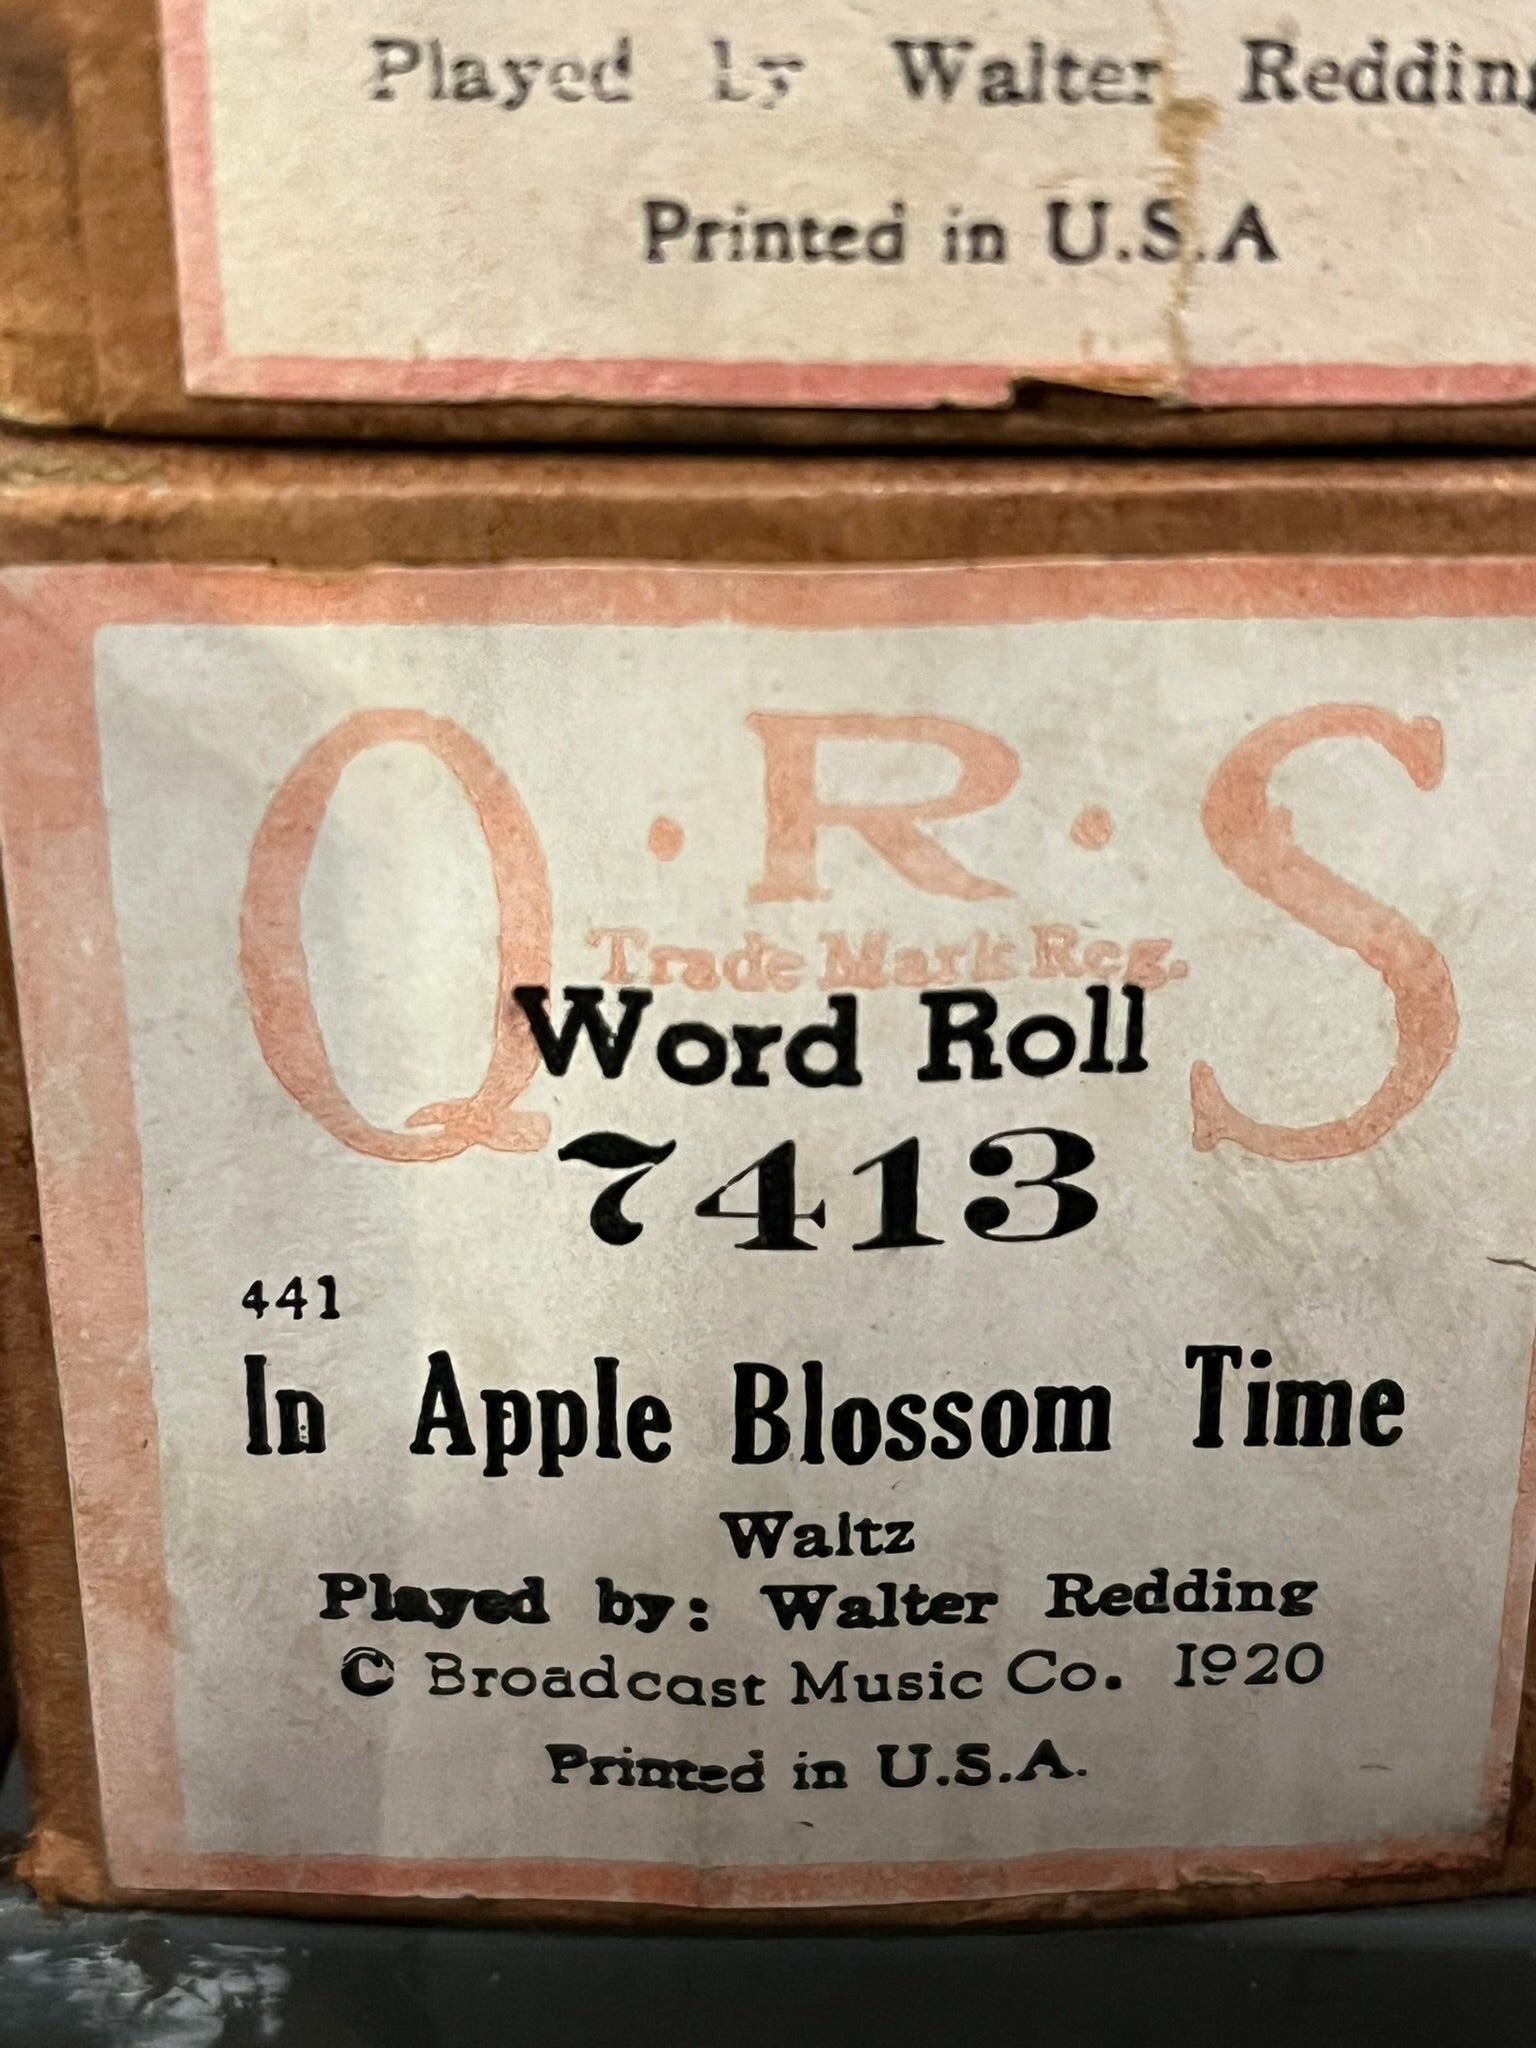 Played by Walter Redding
Printed in U.S.A
Q·R·S
Trade Mark Reg.
Word Roll
7413
441
In Apple Blossom Time
Waltz
Played by: Walter Redding
© Broadcast Music Co. 1920
Printed in U.S.A.